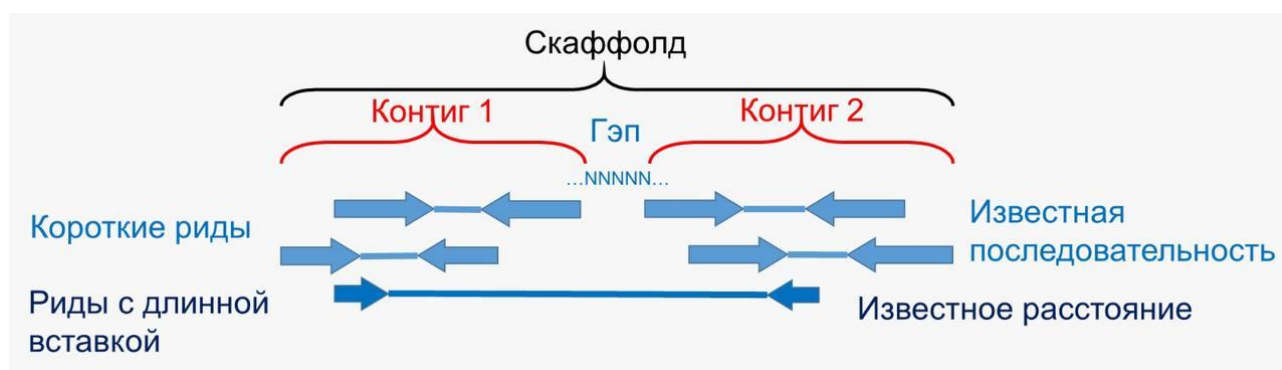 Скаффолд
Контиг 1
Гэп
Контиг 2
...NNNNN...
Короткие риды
Известная
последовательность
Риды с длинной
вставкой
Известное расстояние